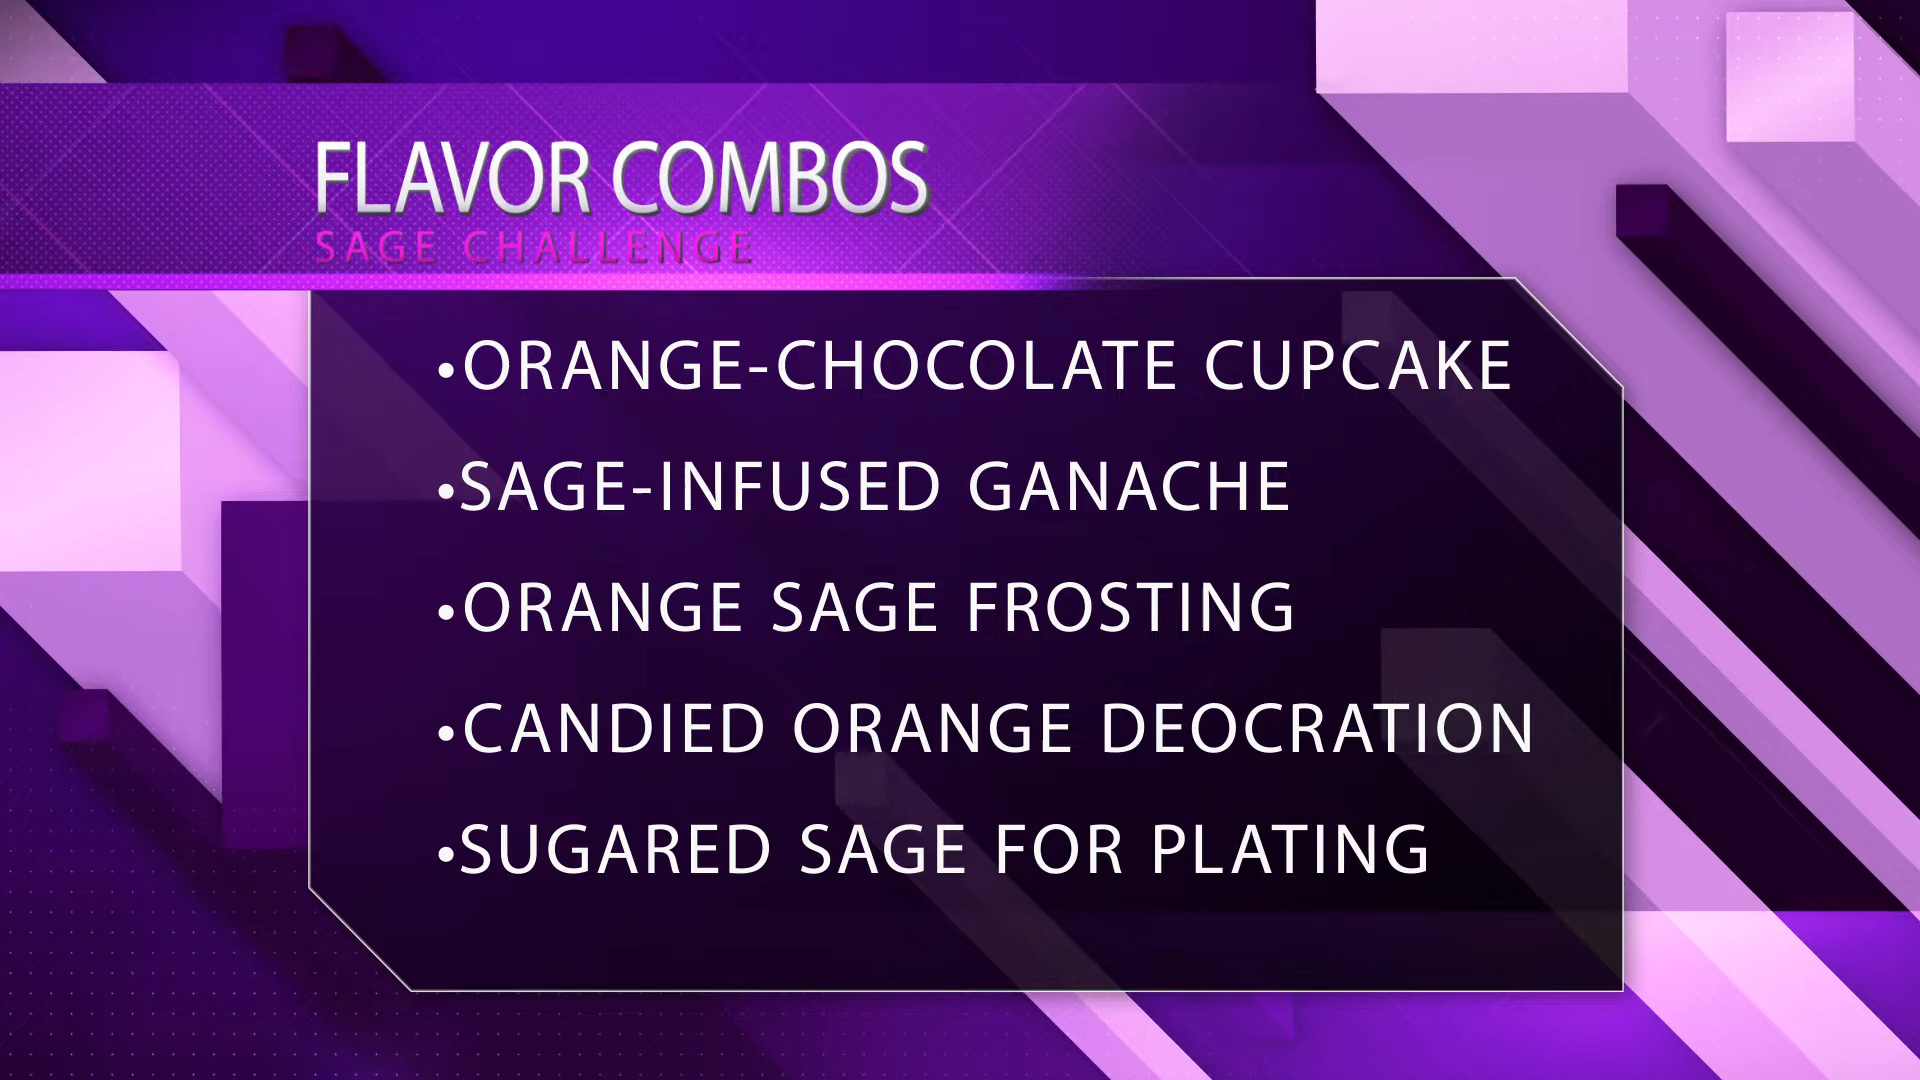 FLAVOR COMBOS
SAGE CHALLENGE
•ORANGE-CHOCOLATE CUPCAKE
•SAGE-INFUSED GANACHE
•ORANGE SAGE FROSTING
•CANDIED ORANGE DEOCRATION
•SUGARED SAGE FOR PLATING